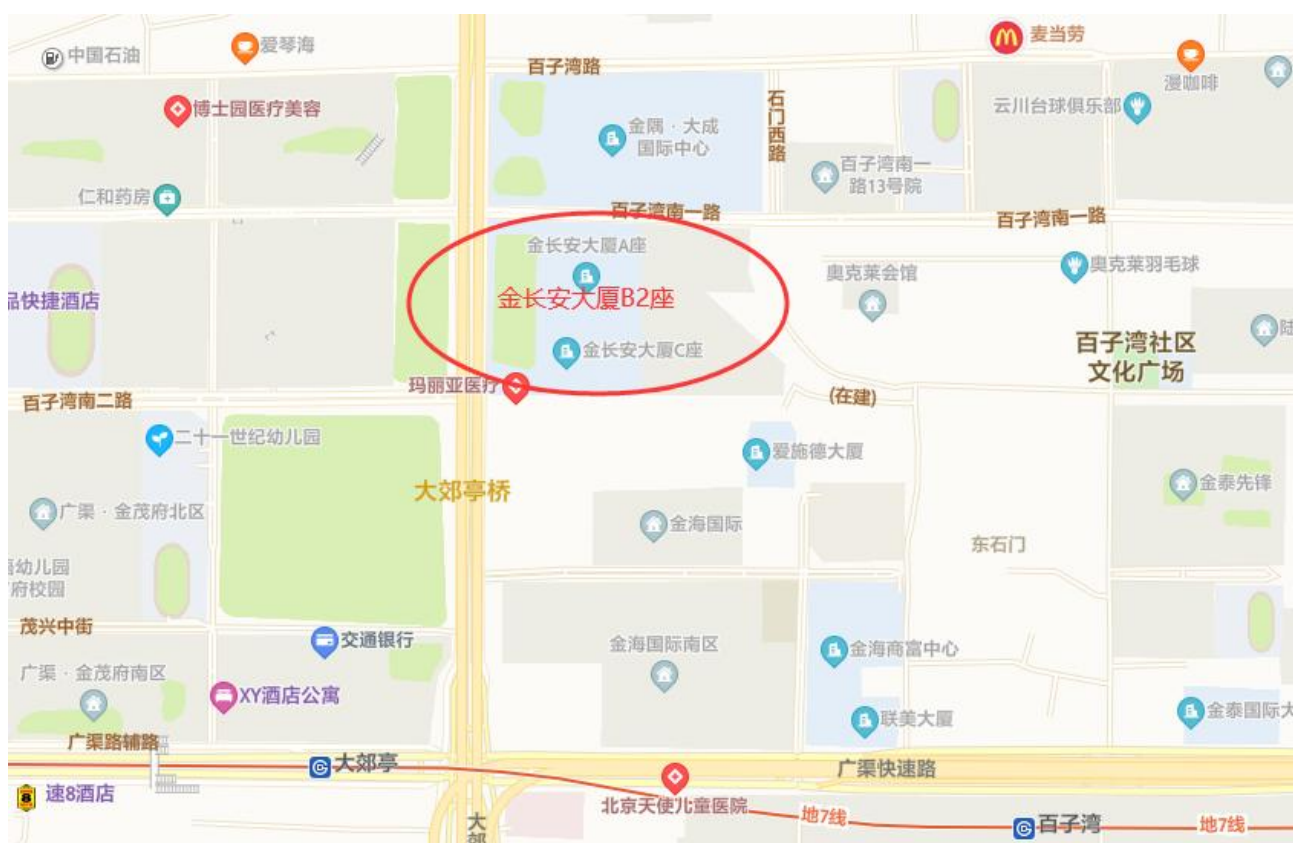 中国石油
爱琴海
麦当劳
百子湾路
漫咖啡
博士园医疗美容
石门西路
云川台球俱乐部
金隅·大成
国际中心
百子湾南一
路13号院
仁和药房
百子湾南一路
百子湾南一路
金长安大厦A座
奥克莱会馆
奥克莱羽毛球
品快捷酒店
金长安大厦B2座
陆
金长安大厦C座
百子湾社区
文化广场
玛丽亚医疗
百子湾南二路
(在建)
二十一世纪幼儿园
爱施德大厦
大郊亭桥
金泰先锋
广渠·金茂府北区
金海国际
东石门
幼儿园
府校园
茂兴中街
交通银行
金海国际南区
金海商富中心
广渠·金茂府南区
XY酒店公寓
联美大厦
金泰国际大
广渠路辅路
大郊亭
广渠快速路
速8酒店
北京天使儿童医院
地7线
百子湾
地7线
大郊